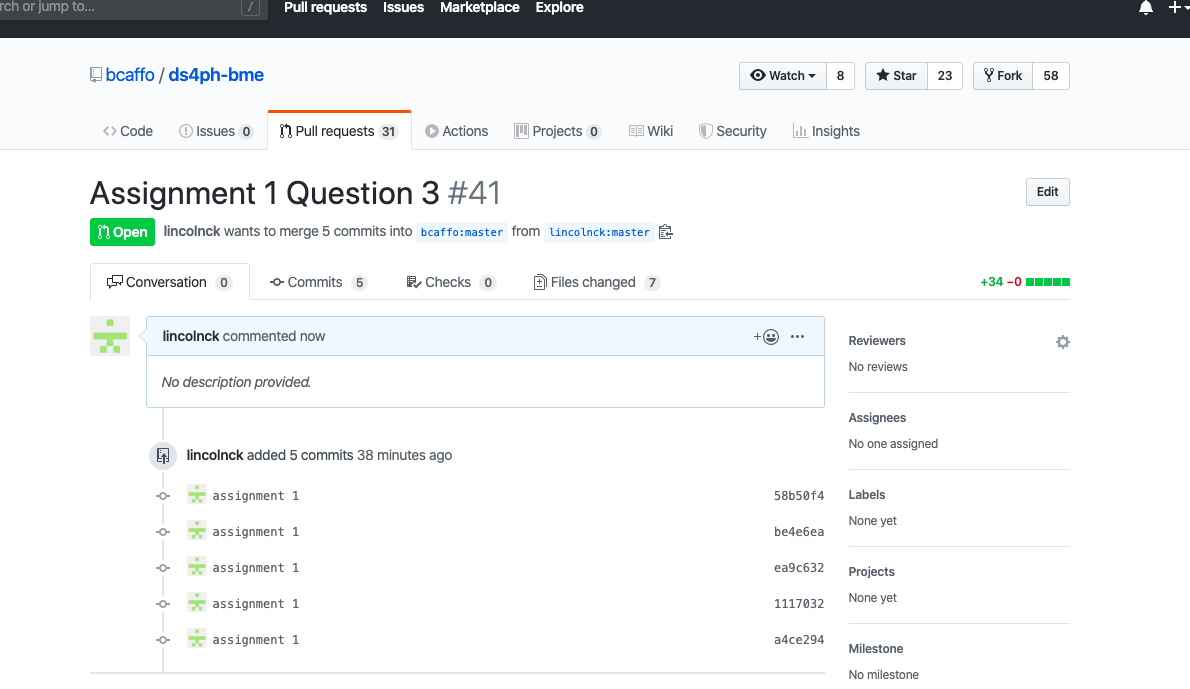 rch or jump to... /
Pull requests Issues Marketplace Explore
bcaffo / ds4ph-bme
Watch 8 Star 23 Fork 58
Code Issues 0 Pull requests 31 Actions Projects 0 Wiki Security Insights
Assignment 1 Question 3 #41
Edit
Open lincolnck wants to merge 5 commits into bcaffo:master from lincolnck:master
Conversation 0 Commits 5 Checks 0 Files changed 7 +34 −0
lincolnck commented now
No description provided.
lincolnck added 5 commits 38 minutes ago
assignment 1 58b50f4
assignment 1 be4e6ea
assignment 1 ea9c632
assignment 1 1117032
assignment 1 a4ce294
Reviewers
No reviews
Assignees
No one assigned
Labels
None yet
Projects
None yet
Milestone
No milestone